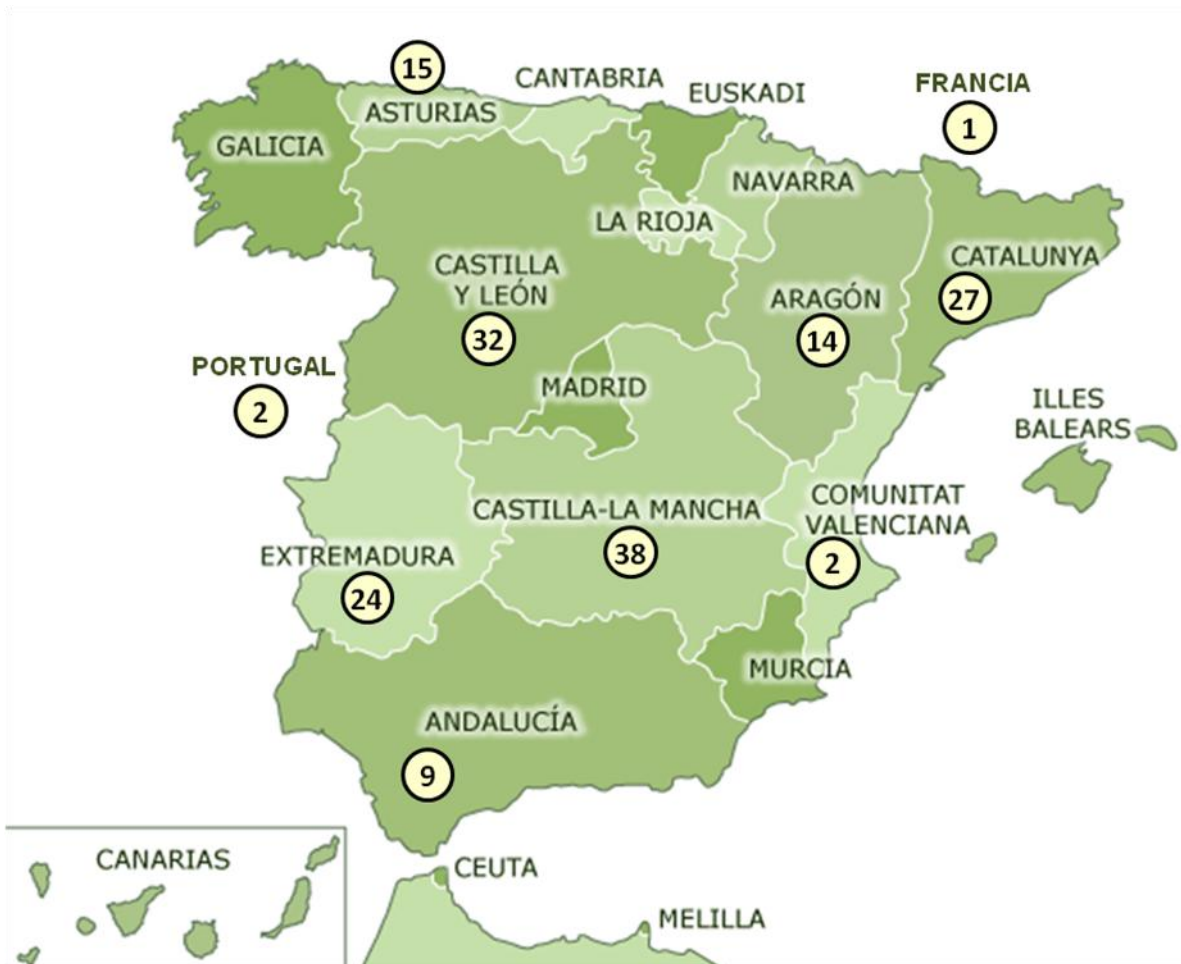 15
CANTABRIA
EUSKADI
FRANCIA
1
ASTURIAS
GALICIA
NAVARRA
LA RIOJA
CASTILLA
Y LEÓN
32
ARAGÓN
14
CATALUNYA
27
PORTUGAL
2
MADRID
ILLES
BALEARS
CASTILLA-LA MANCHA
38
COMUNITAT
VALENCIANA
2
EXTREMADURA
24
MURCIA
ANDALUCÍA
9
CANARIAS
CEUTA
MELILLA